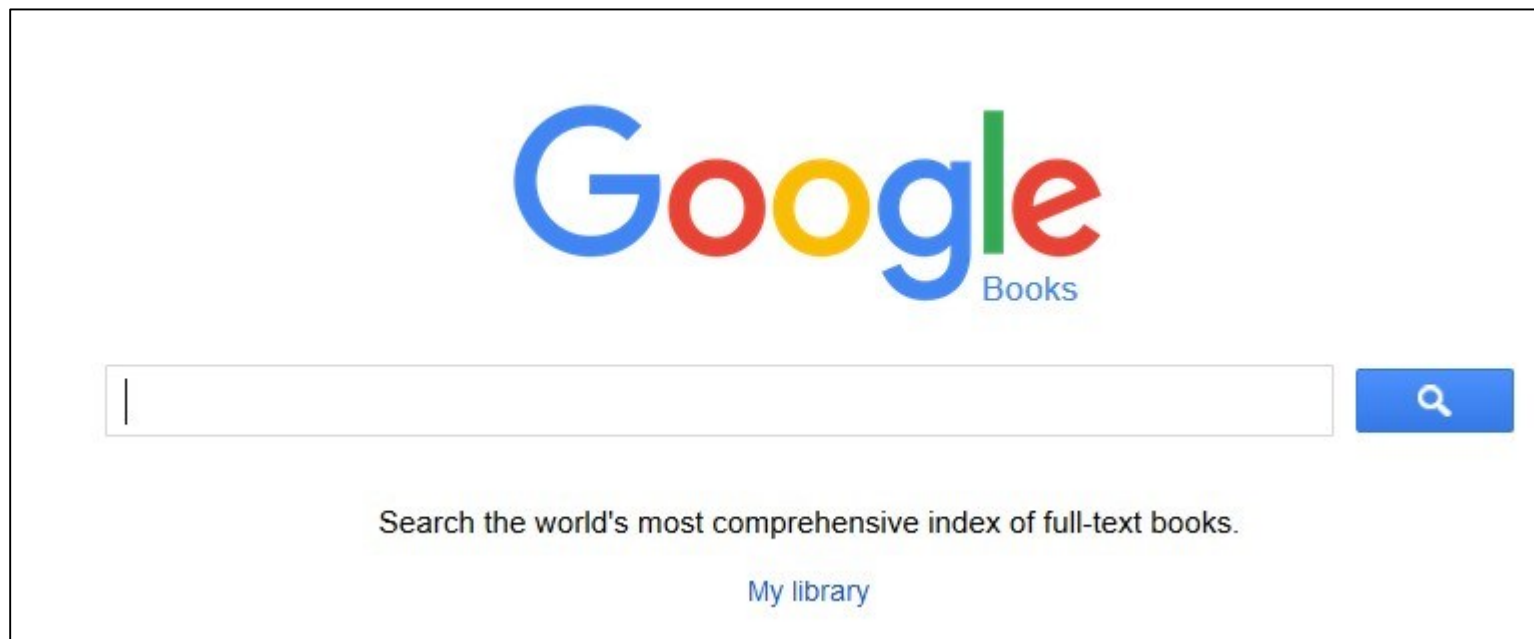 Google
Books
Search the world's most comprehensive index of full-text books.
My library